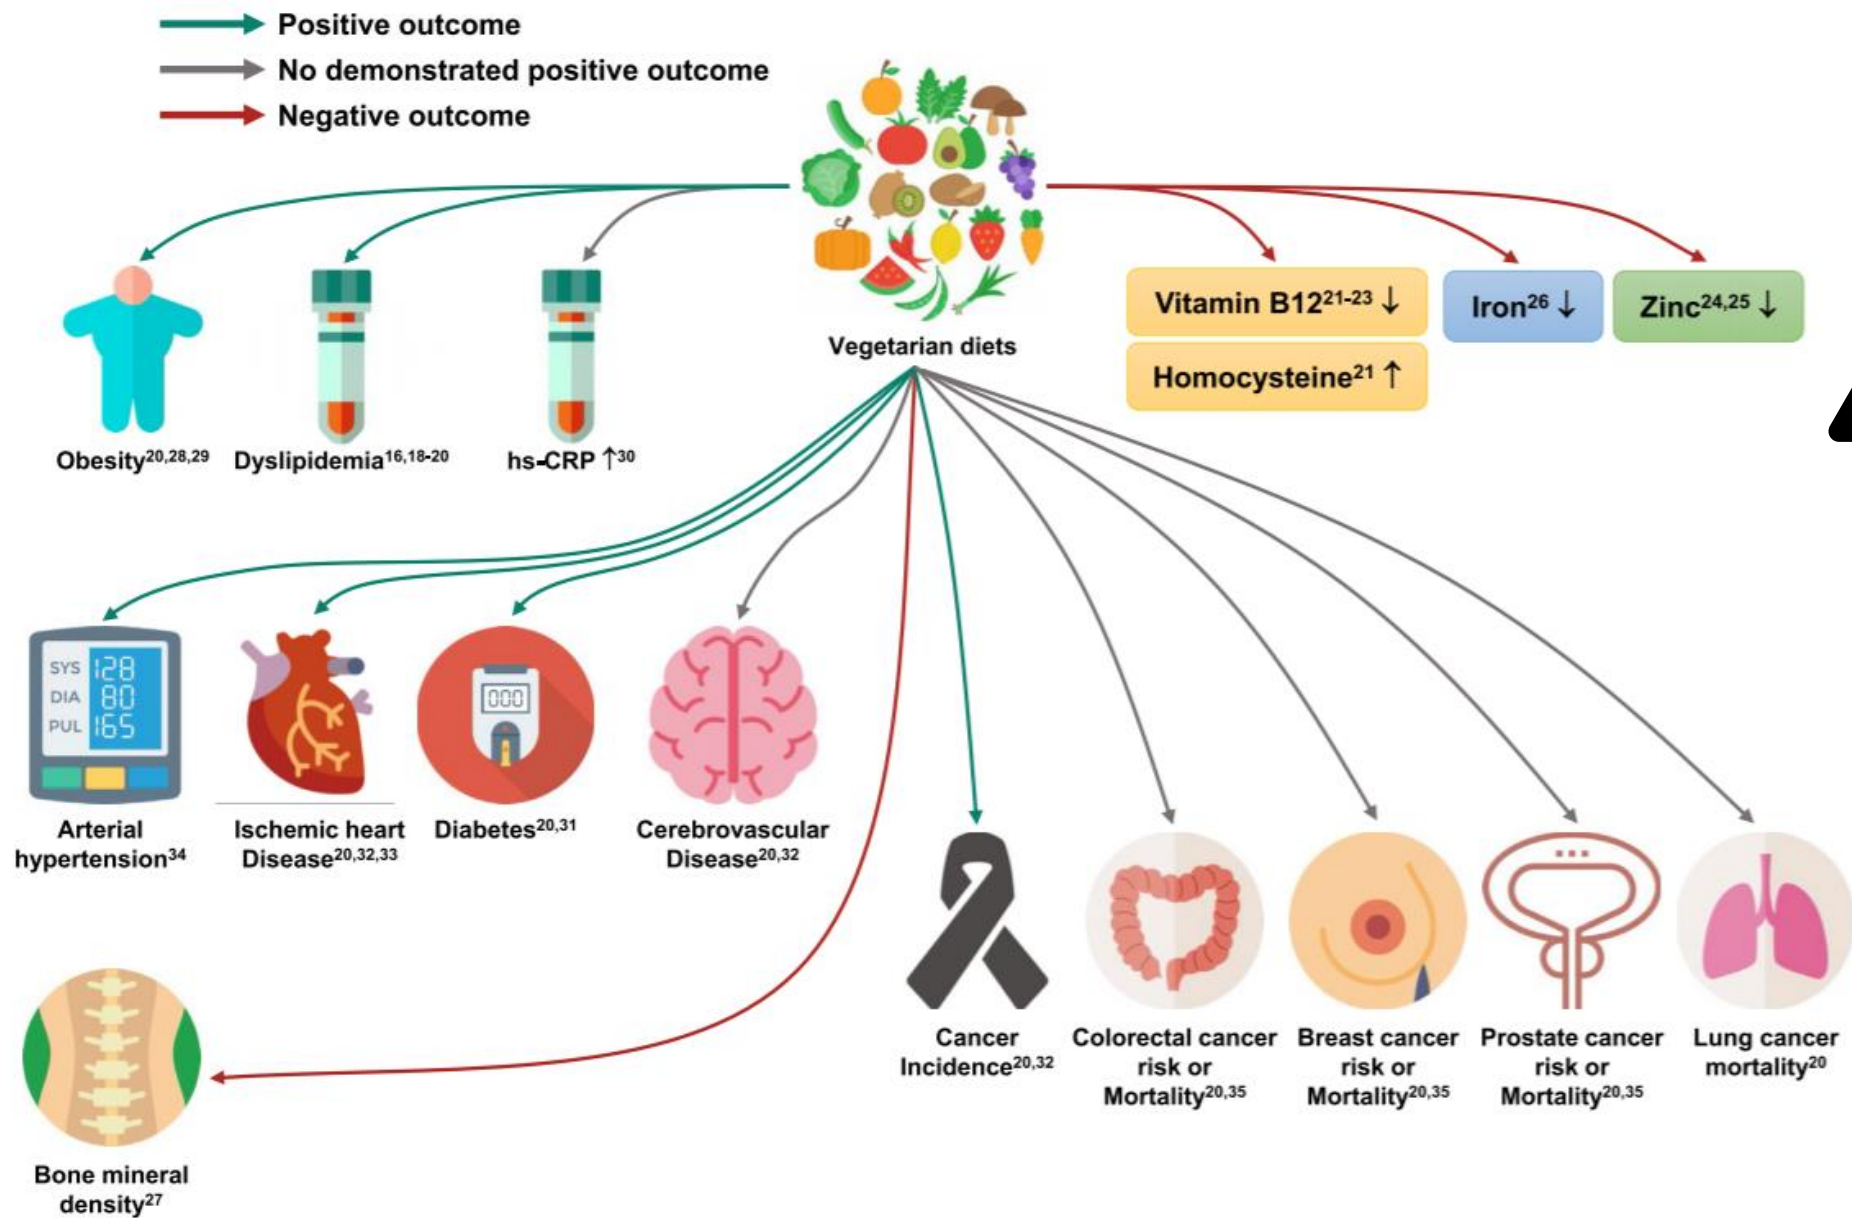 Positive outcome
No demonstrated positive outcome
Negative outcome
Vegetarian diets
Obesity20,28,29
Dyslipidemia16,18-20
hs-CRP ↑30
Vitamin B1221-23 ↓
Homocysteine21 ↑
Iron26 ↓
Zinc24,25 ↓
SYS 128
DIA 80
PUL 165
000
Arterial
hypertension34
Ischemic heart
Disease20,32,33
Diabetes20,31
Cerebrovascular
Disease20,32
Cancer
Incidence20,32
Colorectal cancer
risk or
Mortality20,35
Breast cancer
risk or
Mortality20,35
Prostate cancer
risk or
Mortality20,35
Lung cancer
mortality20
Bone mineral
density27